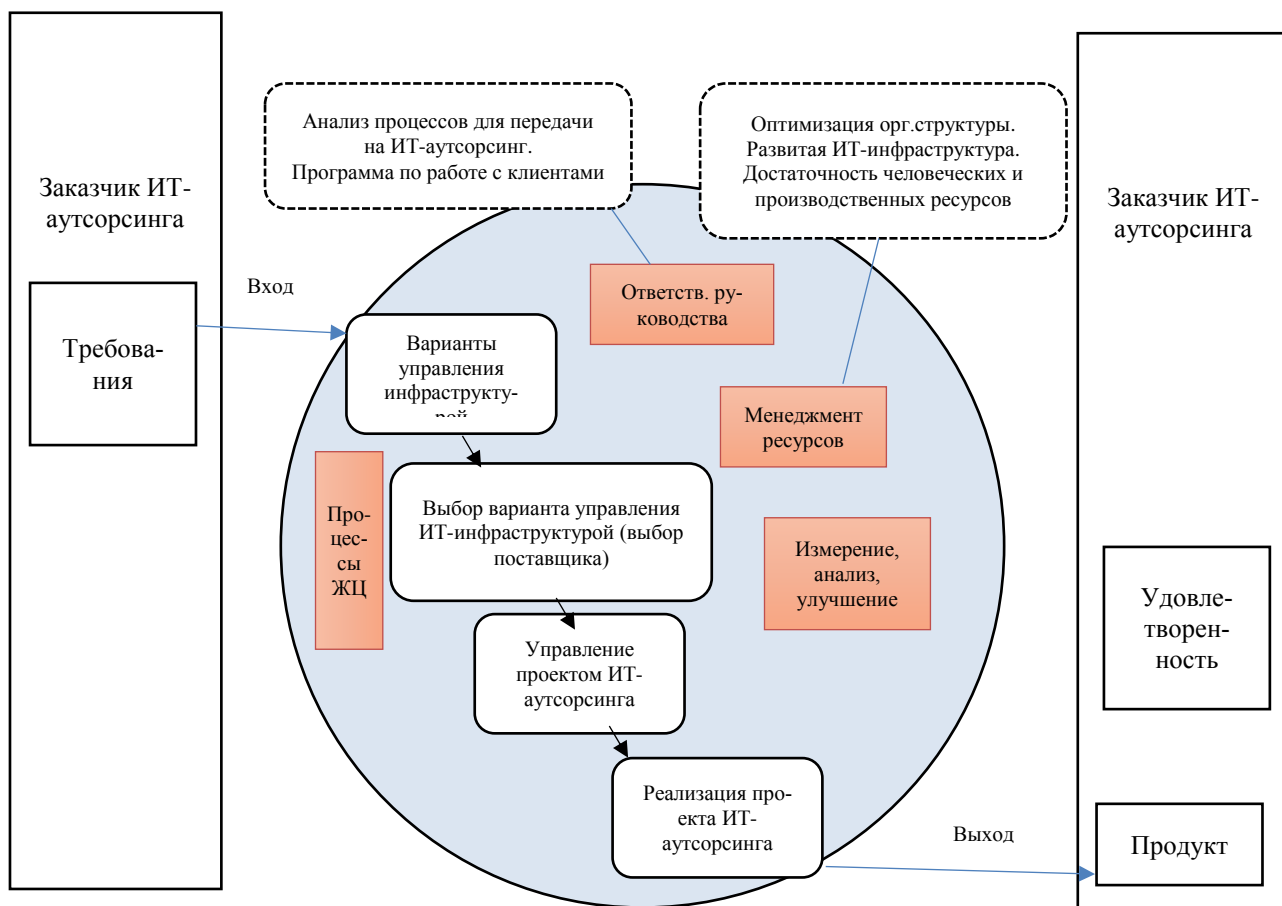 Заказчик ИТ-
аутсорсинга
Требова-
ния
Вход
Анализ процессов для передачи
на ИТ-аутсорсинг.
Программа по работе с клиентами
Оптимизация орг.структуры.
Развитая ИТ-инфраструктура.
Достаточность человеческих и
производственных ресурсов
Ответств. ру-
ководства
Варианты
управления
инфраструкту-
рой
Менеджмент
ресурсов
Про-
цес-
сы
ЖЦ
Выбор варианта управления
ИТ-инфраструктурой (выбор
поставщика)
Измерение,
анализ,
улучшение
Управление
проектом ИТ-
аутсорсинга
Реализация про-
екта ИТ-
аутсорсинга
Выход
Заказчик ИТ-
аутсорсинга
Удовле-
творен-
ность
Продукт